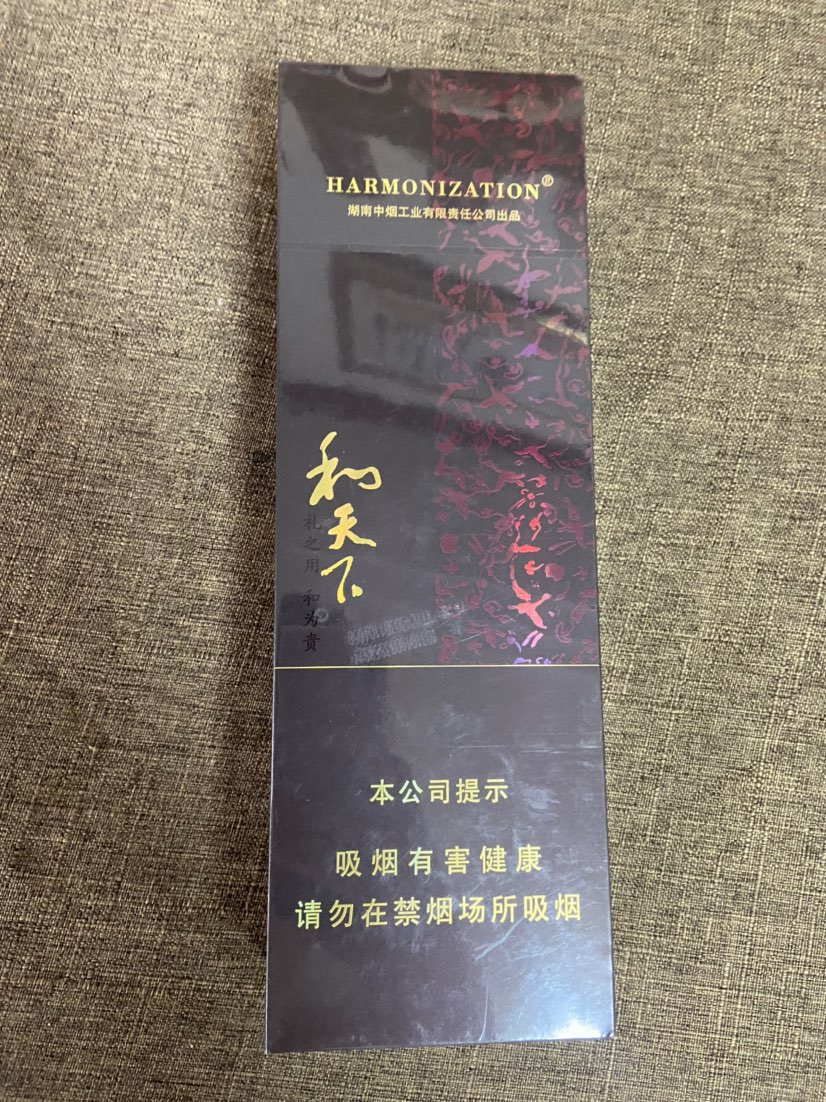 HARMONIZATION®
湖南中烟工业有限责任公司出品
和天下
礼之用 和为贵
本公司提示
吸烟有害健康
请勿在禁烟场所吸烟